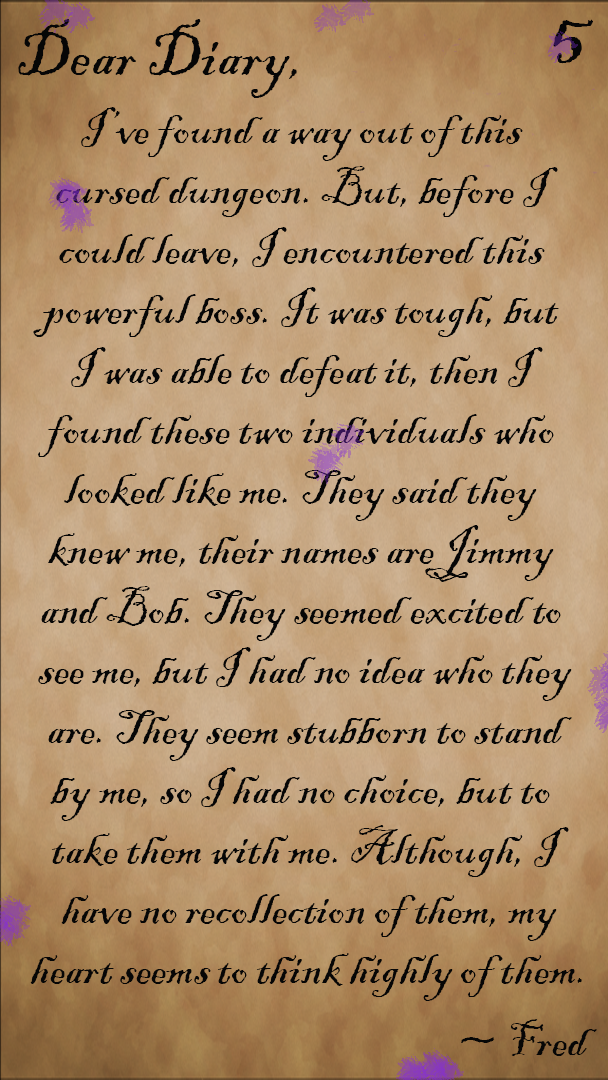 Dear Diary, 5
I've found a way out of this
cursed dungeon. But, before I
could leave, I encountered this
powerful boss. It was tough, but
I was able to defeat it, then I
found these two individuals who
looked like me. They said they
knew me, their names are Jimmy
and Bob. They seemed excited to
see me, but I had no idea who they
are. They seem stubborn to stand
by me, so I had no choice, but to
take them with me. Although, I
have no recollection of them, my
heart seems to think highly of them.
~ Fred